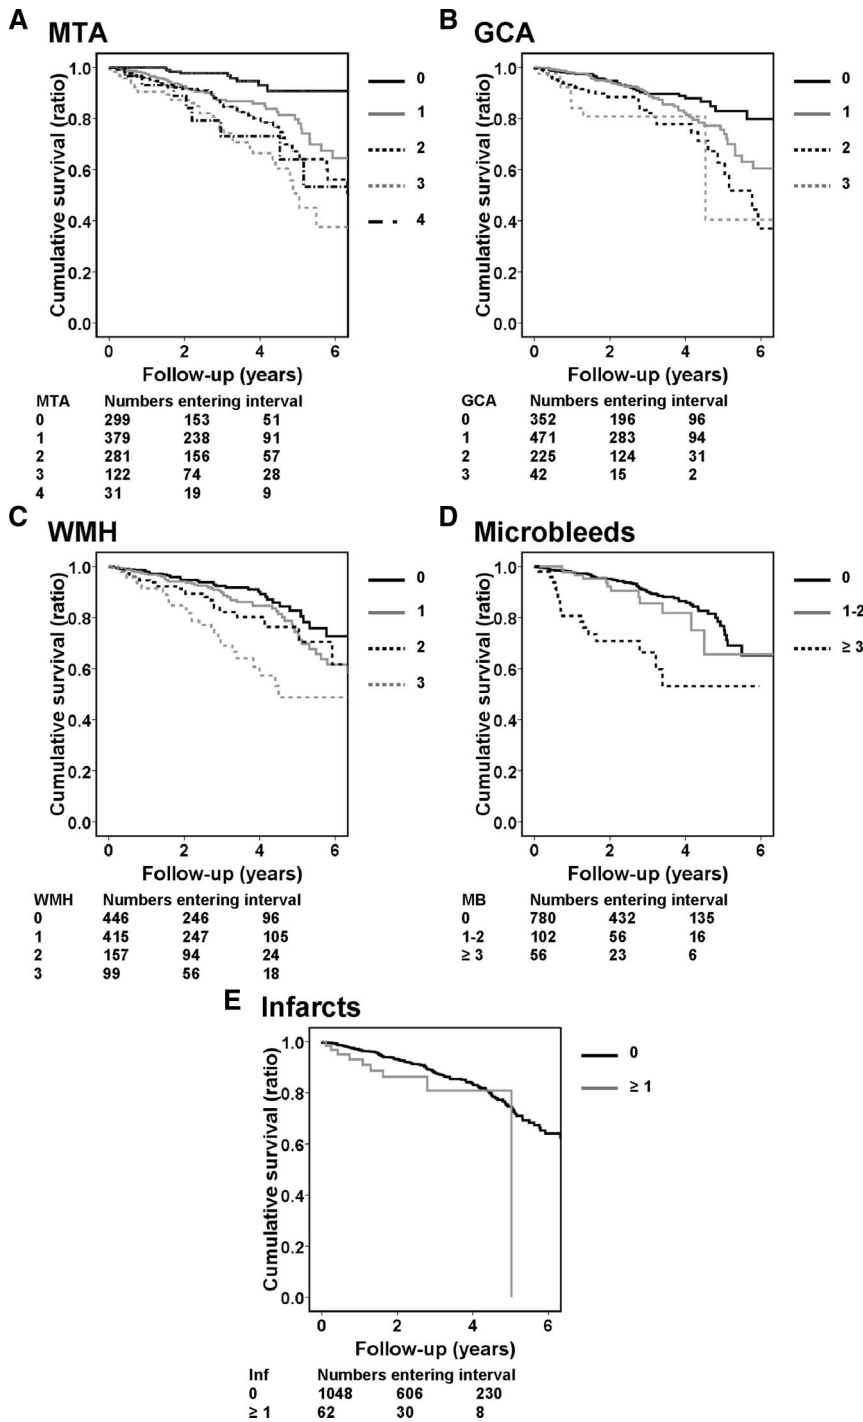 A MTA
Cumulative survival (ratio)
1.0
0.8
0.6
0.4
0.2
0.0
0 2 4 6
Follow-up (years)
0
1
2
3
4
MTA Numbers entering interval
0 299 153 51
1 379 238 91
2 281 156 57
3 122 74 28
4 31 19 9
B GCA
Cumulative survival (ratio)
1.0
0.8
0.6
0.4
0.2
0.0
0 2 4 6
Follow-up (years)
0
1
2
3
GCA Numbers entering interval
0 352 196 96
1 471 283 94
2 225 124 31
3 42 15 2
C WMH
Cumulative survival (ratio)
1.0
0.8
0.6
0.4
0.2
0.0
0 2 4 6
Follow-up (years)
0
1
2
3
WMH Numbers entering interval
0 446 246 96
1 415 247 105
2 157 94 24
3 99 56 18
D Microbleeds
Cumulative survival (ratio)
1.0
0.8
0.6
0.4
0.2
0.0
0 2 4 6
Follow-up (years)
0
1-2
≥ 3
MB Numbers entering interval
0 780 432 135
1-2 102 56 16
≥ 3 56 23 6
E Infarcts
Cumulative survival (ratio)
1.0
0.8
0.6
0.4
0.2
0.0
0 2 4 6
Follow-up (years)
0
≥ 1
Inf Numbers entering interval
0 1048 606 230
≥ 1 62 30 8